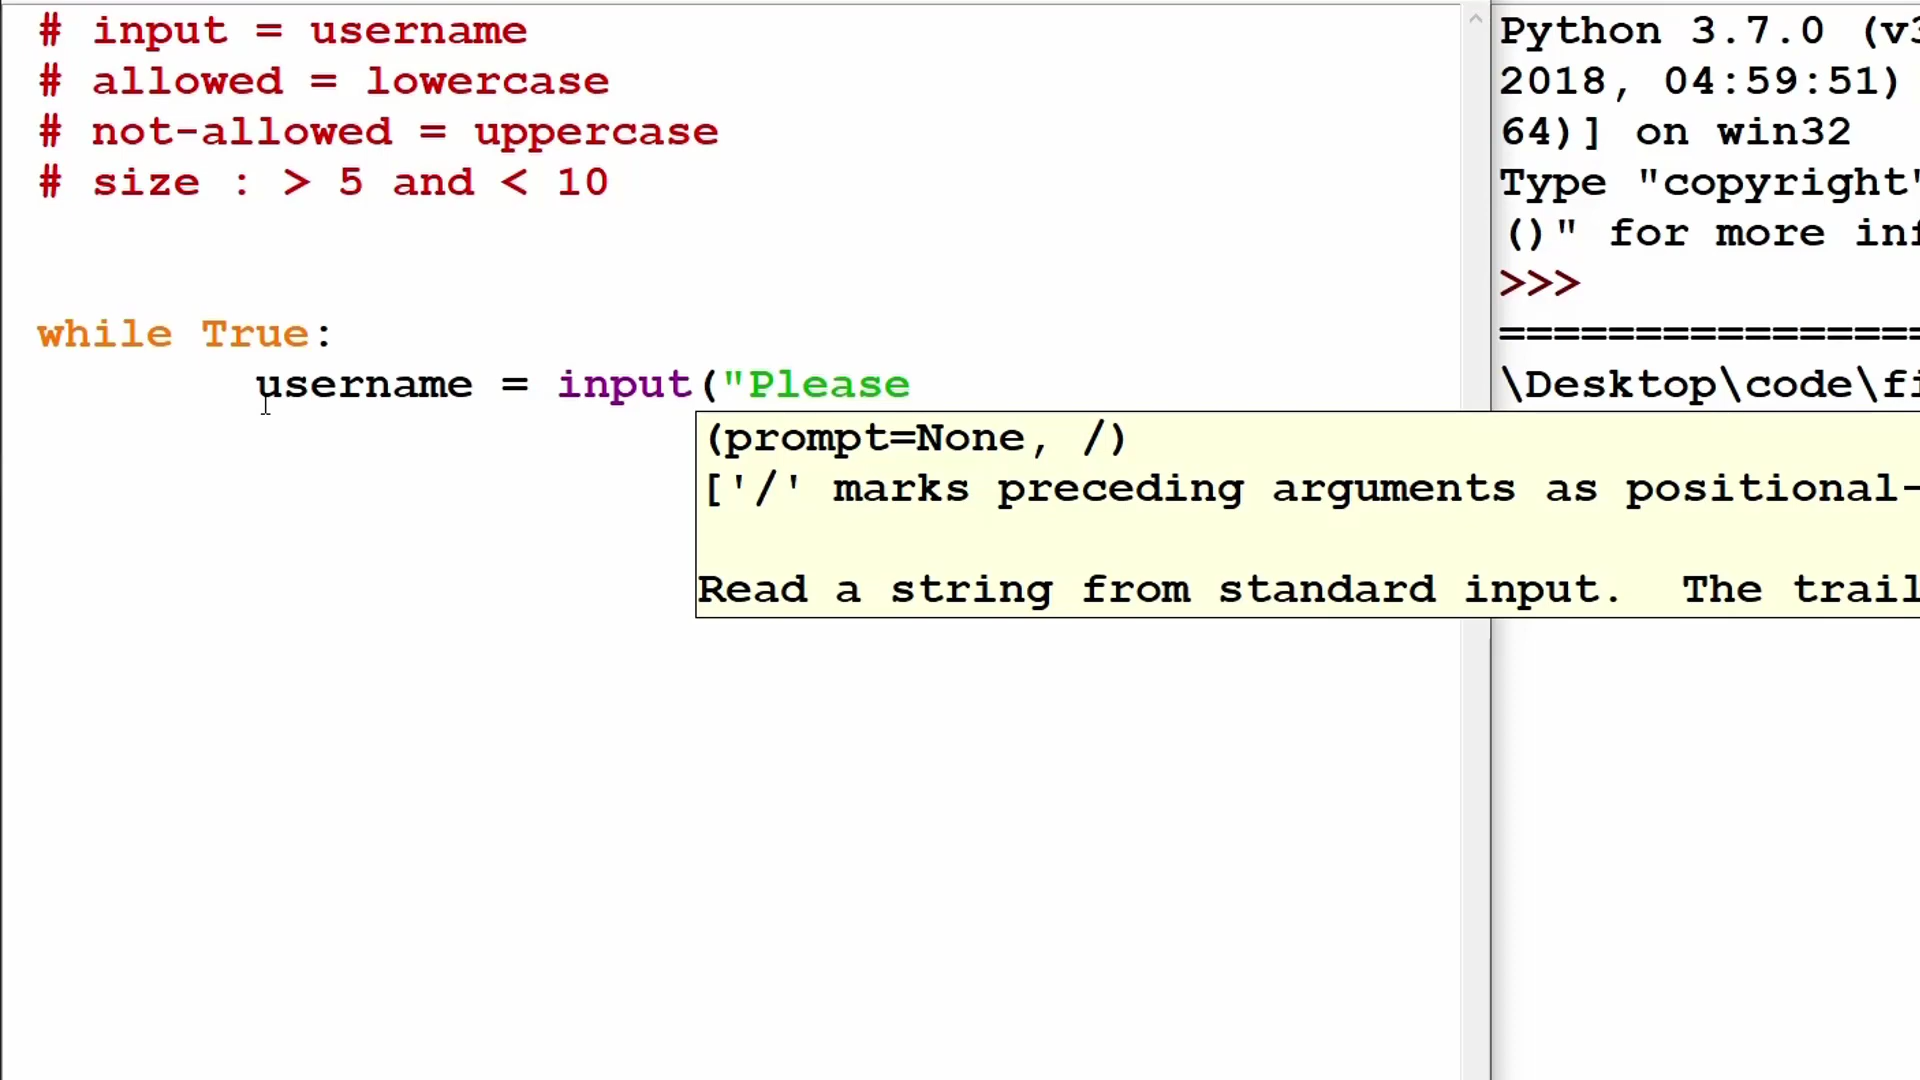 # input = username
# allowed = lowercase
# not-allowed = uppercase
# size : > 5 and < 10
while True:
username = input("Please
(prompt=None, /)
['/' marks preceding arguments as positional-
Read a string from standard input.  The trail
Python 3.7.0 (v3
2018, 04:59:51)
64)] on win32
Type "copyright"
()" for more inf
>>>
================
\Desktop\code\fi